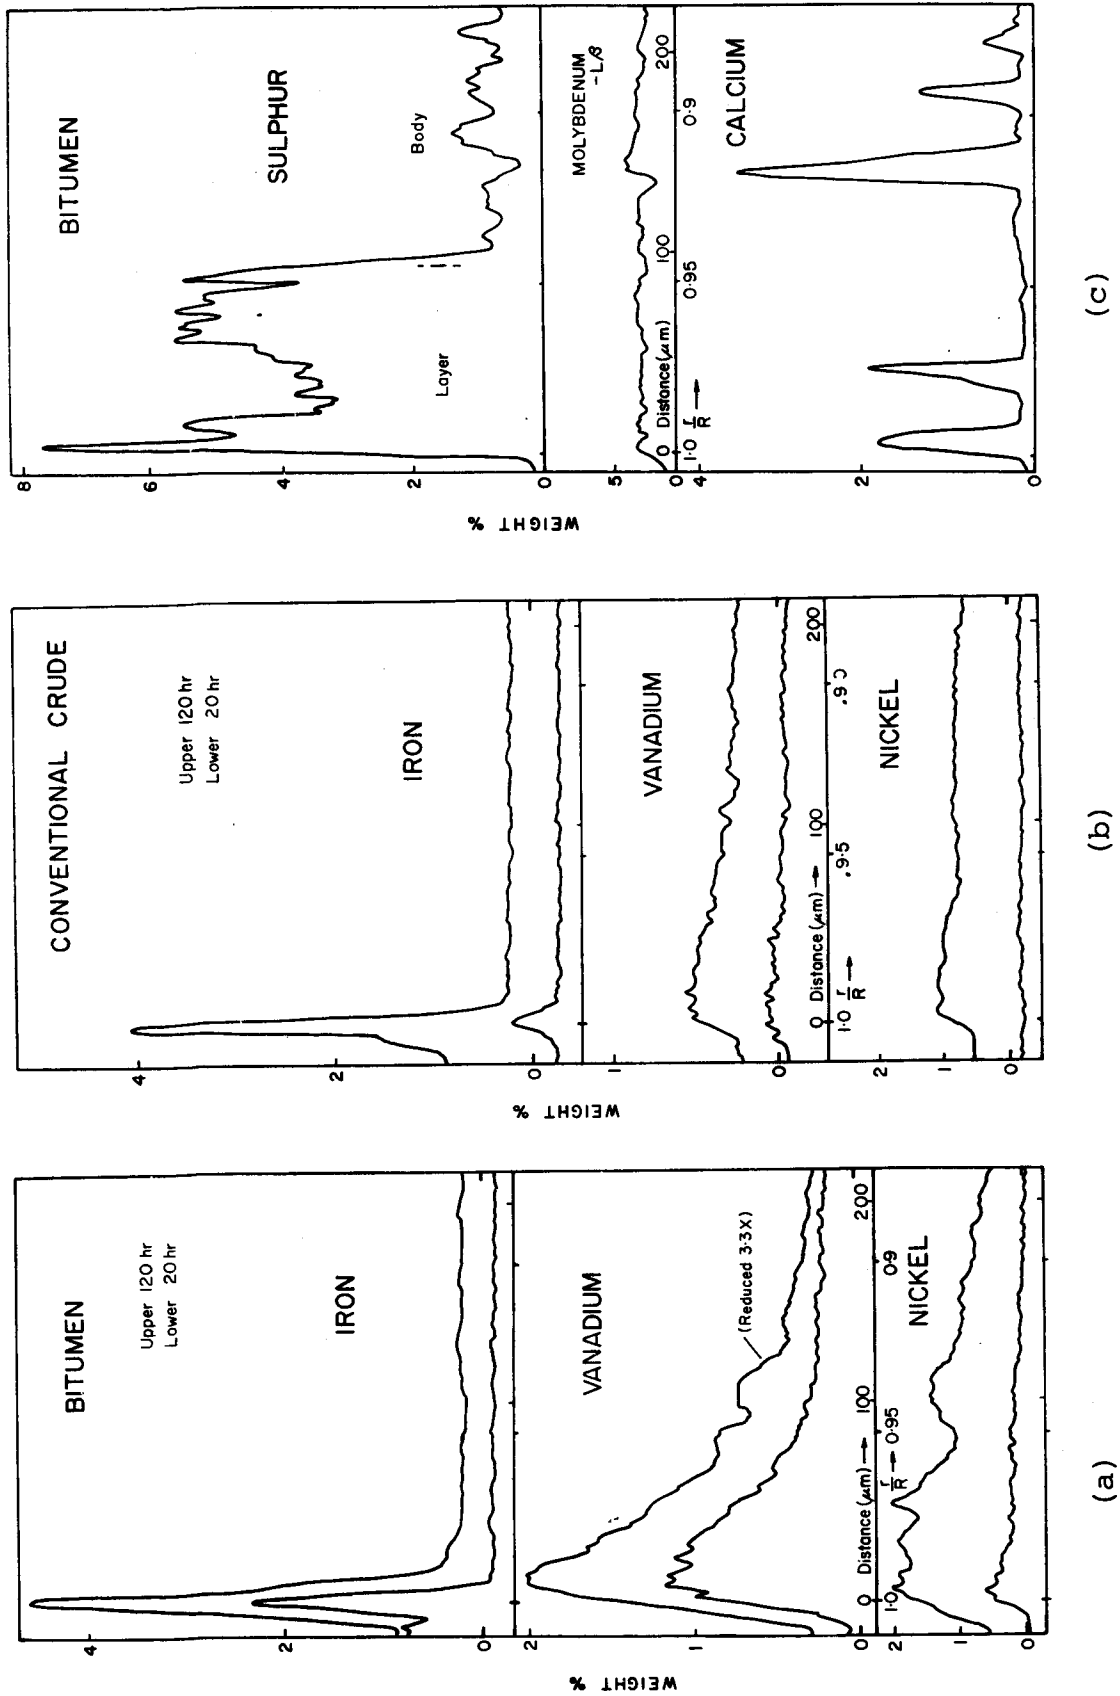 BITUMEN
Upper 120 hr
Lower 20 hr
IRON
4
2
0
VANADIUM
(Reduced 3·3X)
2
1
0
0 Distance (μm) → 100 200
1·0 r/R → 0·95 0·9
NICKEL
2
1
0
WEIGHT %
(a)
CONVENTIONAL CRUDE
Upper 120 hr
Lower 20 hr
IRON
4
2
0
VANADIUM
1
0
0 Distance (μm) → 100 200
1·0 r/R → .9·5 .9
NICKEL
2
1
0
WEIGHT %
(b)
BITUMEN
SULPHUR
8
6
4
2
0
Layer
Body
MOLYBDENUM
-Lβ
5
0
0 Distance (μm) 100 200
1·0 r/R → 0·95 0·9
CALCIUM
4
2
0
WEIGHT %
(c)